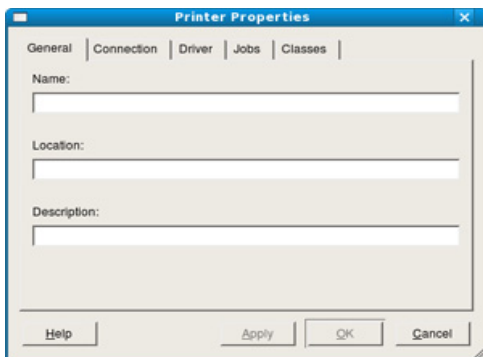 Printer Properties
General Connection Driver Jobs Classes
Name:
Location:
Description:
Help Apply OK Cancel